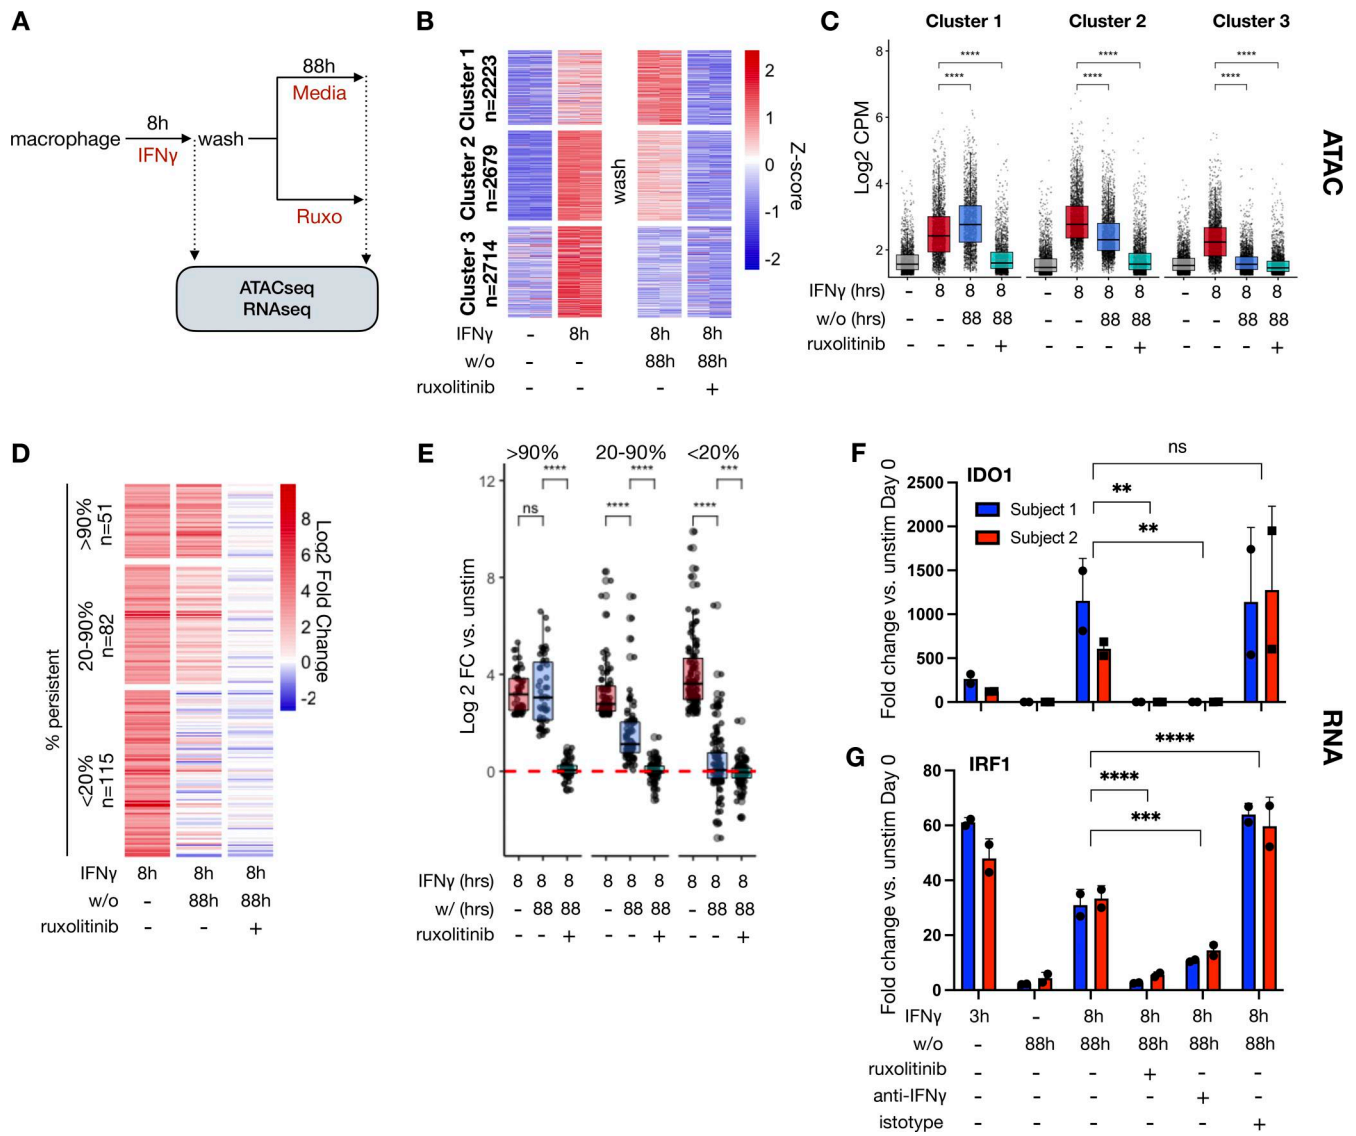 A
macrophage
8h
IFNγ
wash
88h
Media
Ruxo
ATACseq
RNAseq
B
Cluster 1
n=2223
Cluster 2
n=2679
Cluster 3
n=2714
wash
2
1
0
-1
-2
Z-score
IFNγ - 8h 8h 8h
w/o - - 88h 88h
ruxolitinib - - - +
C
Cluster 1 Cluster 2 Cluster 3
**** **** ****
**** **** ****
Log2 CPM
8
6
4
2
IFNγ (hrs) - 8 8 8 - 8 8 8 - 8 8 8
w/o (hrs) - - 88 88 - - 88 88 - - 88 88
ruxolitinib - - - + - - - + - - - +
ATAC
D
% persistent
>90%
n=51
20-90%
n=82
<20%
n=115
8
6
4
2
0
-2
Log2 Fold Change
IFNγ 8h 8h 8h
w/o - 88h 88h
ruxolitinib - - +
E
>90% 20-90% <20%
**** **** ***
ns **** ****
Log 2 FC vs. unstim
12
8
4
0
IFNγ (hrs) 8 8 8 8 8 8 8 8 8
w/ (hrs) - 88 88 - 88 88 - 88 88
ruxolitinib - - + - - + - - +
F
IDO1
Subject 1
Subject 2
ns
**
**
Fold change vs. unstim Day 0
2500
2000
1500
1000
500
0
G
IRF1
****
****
***
Fold change vs. unstim Day 0
80
60
40
20
0
IFNγ 3h - 8h 8h 8h 8h
w/o - 88h 88h 88h 88h 88h
ruxolitinib - - - + - -
anti-IFNγ - - - - + -
istotype - - - - - +
RNA